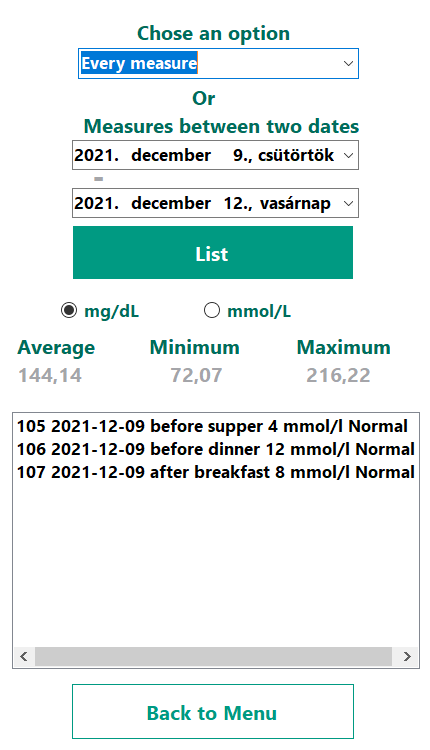 Chose an option
Every measure
Or
Measures between two dates
2021. december 9., csütörtök
-
2021. december 12., vasárnap
List
mg/dL mmol/L
Average Minimum Maximum
144,14 72,07 216,22
105 2021-12-09 before supper 4 mmol/l Normal
106 2021-12-09 before dinner 12 mmol/l Normal
107 2021-12-09 after breakfast 8 mmol/l Normal
Back to Menu